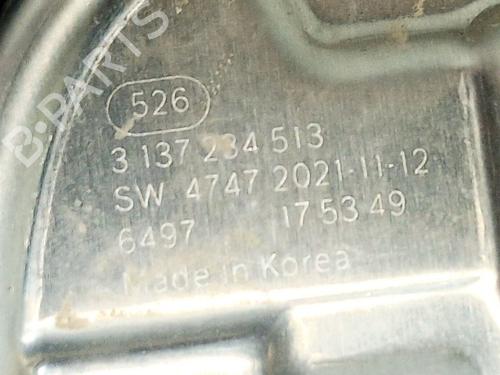 B-PARTS
526
3 137 234 513
SW 4747 2021-11-12
6497 17 53 49
Made in Korea